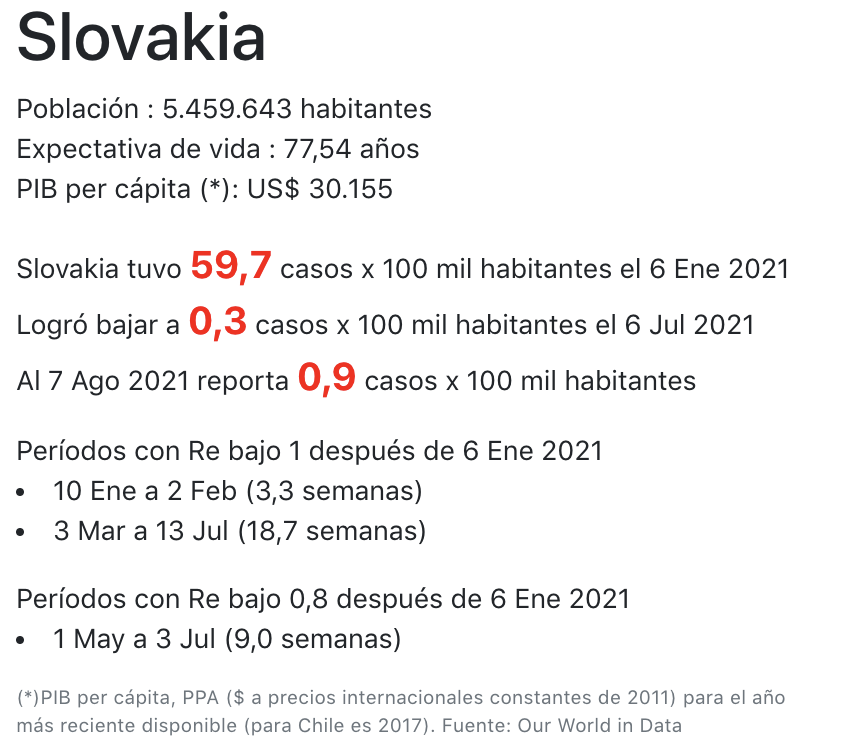 Slovakia
Población : 5.459.643 habitantes
Expectativa de vida : 77,54 años
PIB per cápita (*): US$ 30.155
Slovakia tuvo 59,7 casos x 100 mil habitantes el 6 Ene 2021
Logró bajar a 0,3 casos x 100 mil habitantes el 6 Jul 2021
Al 7 Ago 2021 reporta 0,9 casos x 100 mil habitantes
Períodos con Re bajo 1 después de 6 Ene 2021
• 10 Ene a 2 Feb (3,3 semanas)
• 3 Mar a 13 Jul (18,7 semanas)
Períodos con Re bajo 0,8 después de 6 Ene 2021
• 1 May a 3 Jul (9,0 semanas)
(*)PIB per cápita, PPA ($ a precios internacionales constantes de 2011) para el año
más reciente disponible (para Chile es 2017). Fuente: Our World in Data